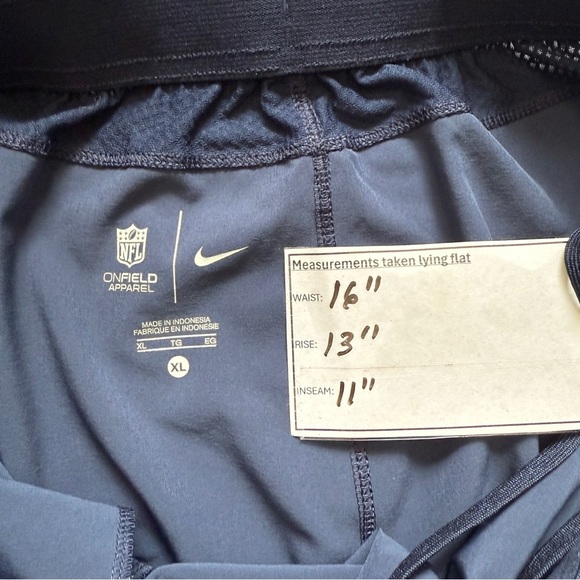 NFL
ONFIELD
APPAREL
MADE IN INDONESIA
FABRIQUE EN INDONÉSIE
XL TG EG
XL
Measurements taken lying flat
WAIST: 16"
RISE: 13"
INSEAM: 11"